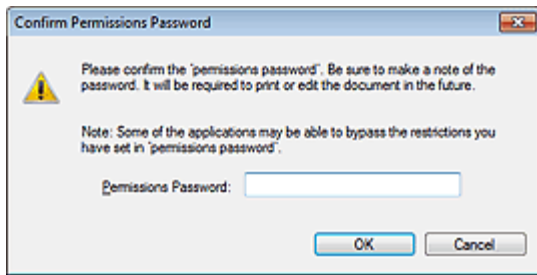 Confirm Permissions Password
Please confirm the 'permissions password'. Be sure to make a note of the
password. It will be required to print or edit the document in the future.
Note: Some of the applications may be able to bypass the restrictions you
have set in 'permissions password'.
Permissions Password:
OK Cancel